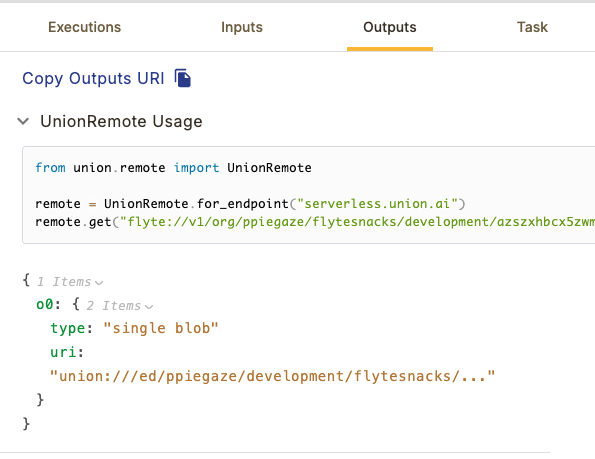 Executions Inputs Outputs Task
Copy Outputs URI
UnionRemote Usage
from union.remote import UnionRemote
remote = UnionRemote.for_endpoint("serverless.union.ai")
remote.get("flyte://v1/org/ppiegaze/flytesnacks/development/azszxhbcx5zwm
{ 1 Items
o0: { 2 Items
type: "single blob"
uri:
"union:///ed/ppiegaze/development/flytesnacks/..."
}
}